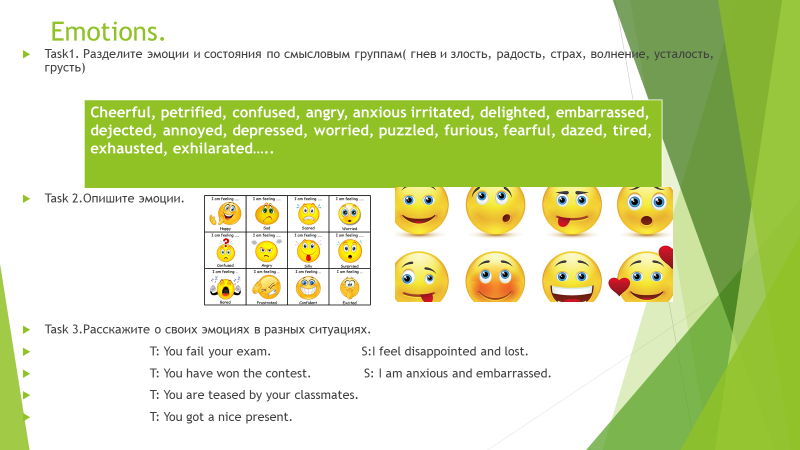 Emotions.
Task1. Разделите эмоции и состояния по смысловым группам( гнев и злость, радость, страх, волнение, усталость,
грусть)
Cheerful, petrified, confused, angry, anxious irritated, delighted, embarrassed,
dejected, annoyed, depressed, worried, puzzled, furious, fearful, dazed, tired,
exhausted, exhilarated…..
Task 2.Опишите эмоции.
I am feeling ... I am feeling ... I am feeling ... I am feeling ...
Happy Sad Scared Worried
I am feeling ... I am feeling ... I am feeling ... I am feeling ...
Confused Angry Silly Surprised
I am feeling ... I am feeling ... I am feeling ... I am feeling ...
Bored Frustrated Confident Excited
Task 3.Расскажите о своих эмоциях в разных ситуациях.
T: You fail your exam. S:I feel disappointed and lost.
T: You have won the contest. S: I am anxious and embarrassed.
T: You are teased by your classmates.
T: You got a nice present.